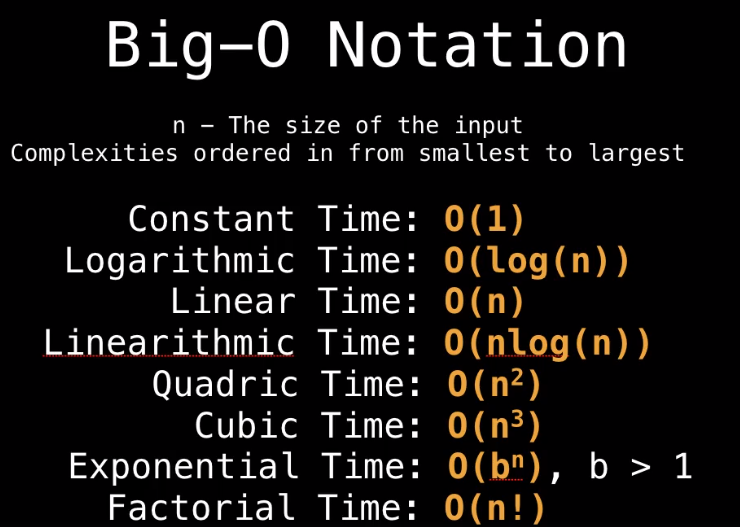 Big-O Notation
n - The size of the input
Complexities ordered in from smallest to largest
Constant Time: O(1)
Logarithmic Time: O(log(n))
Linear Time: O(n)
Linearithmic Time: O(nlog(n))
Quadric Time: O(n²)
Cubic Time: O(n³)
Exponential Time: O(bⁿ), b > 1
Factorial Time: O(n!)